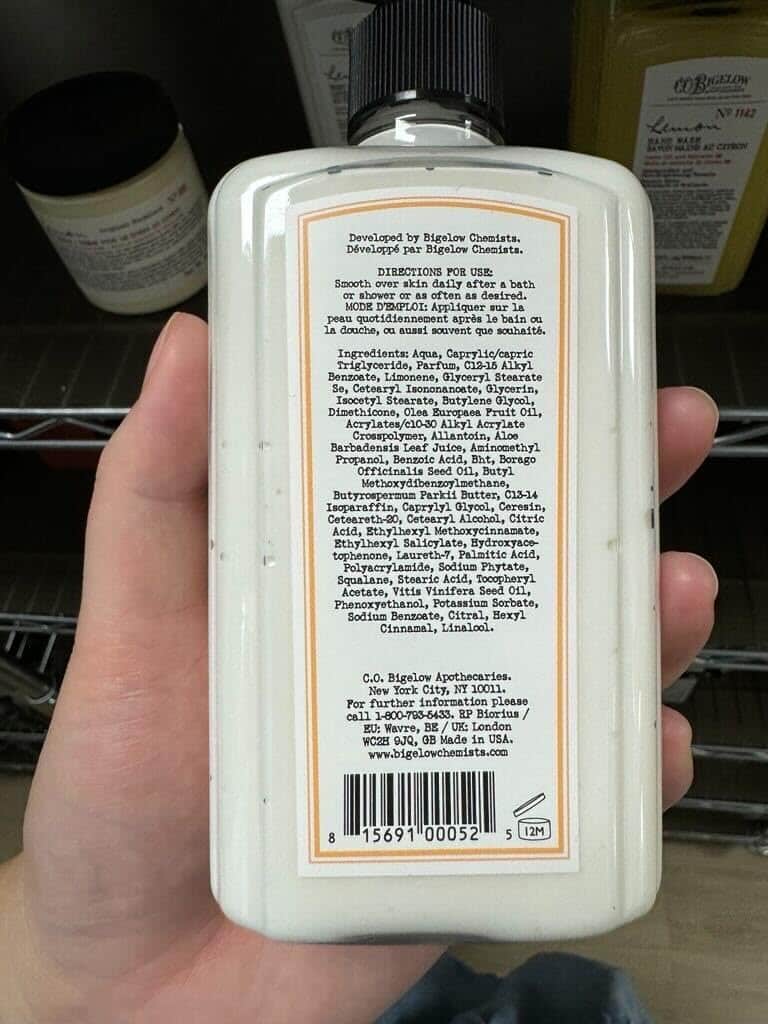 Developed by Bigelow Chemists.
Développé par Bigelow Chemists.
DIRECTIONS FOR USE:
Smooth over skin daily after a bath
or shower or as often as desired.
MODE D'EMPLOI: Appliquer sur la
peau quotidiennement après le bain ou
la douche, ou aussi souvent que souhaité.
Ingredients: Aqua, Caprylic/capric
Triglyceride, Parfum, C12-15 Alkyl
Benzoate, Limonene, Glyceryl Stearate
Se, Cetearyl Isononanoate, Glycerin,
Isocetyl Stearate, Butylene Glycol,
Dimethicone, Olea Europaea Fruit Oil,
Acrylates/c10-30 Alkyl Acrylate
Crosspolymer, Allantoin, Aloe
Barbadensis Leaf Juice, Aminomethyl
Propanol, Benzoic Acid, Bht, Borago
Officinalis Seed Oil, Butyl
Methoxydibenzoylmethane,
Butyrospermum Parkii Butter, C13-14
Isoparaffin, Caprylyl Glycol, Ceresin,
Ceteareth-20, Cetearyl Alcohol, Citric
Acid, Ethylhexyl Methoxycinnamate,
Ethylhexyl Salicylate, Hydroxyace-
tophenone, Laureth-7, Palmitic Acid,
Polyacrylamide, Sodium Phytate,
Squalane, Stearic Acid, Tocopheryl
Acetate, Vitis Vinifera Seed Oil,
Phenoxyethanol, Potassium Sorbate,
Sodium Benzoate, Citral, Hexyl
Cinnamal, Linalool.
C.O. Bigelow Apothecaries.
New York City, NY 10011.
For further information please
call 1-800-793-5433. RP Biorius /
EU: Wavre, BE / UK: London
WC2H 9JQ, GB Made in USA.
www.bigelowchemists.com
8 15691 00052 5
12M
C.O. BIGELOW
Nº 1142
Lemon
HAND WASH
SAVON MAINS AU CITRON